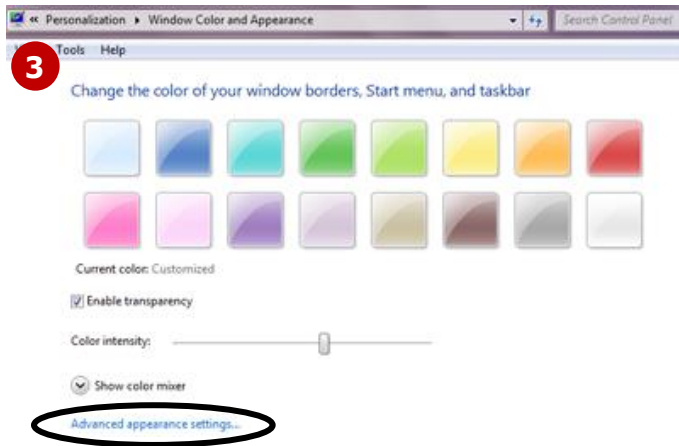 « Personalization ▸ Window Color and Appearance Search Control Panel
Tools Help
3
Change the color of your window borders, Start menu, and taskbar
Current color: Customized
Enable transparency
Color intensity:
Show color mixer
Advanced appearance settings...